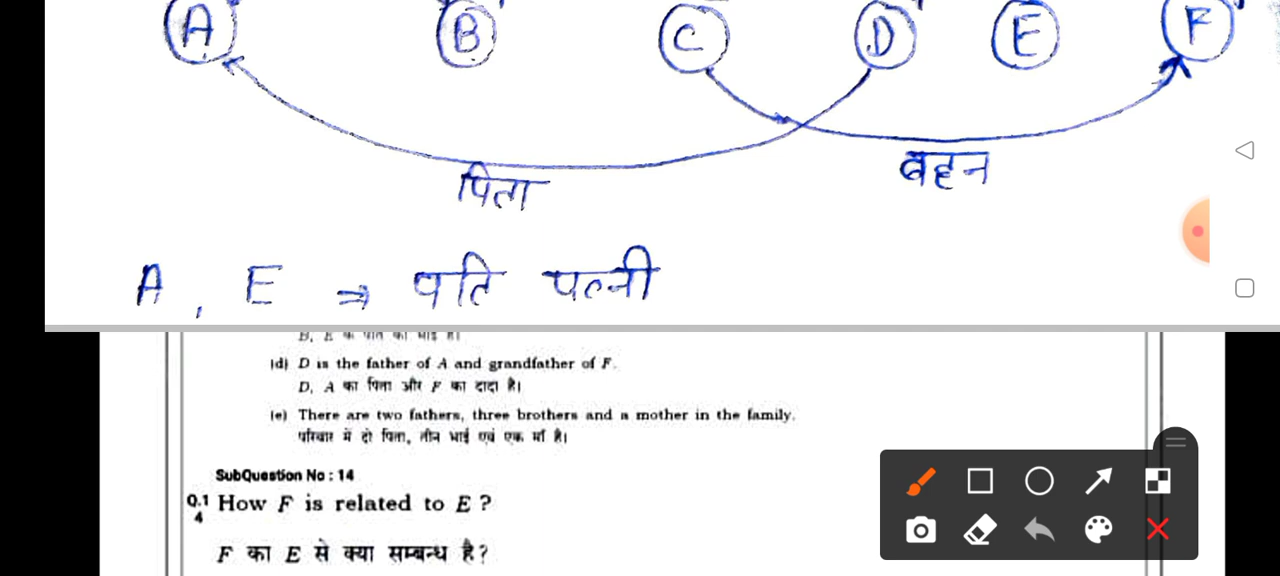 A B C D E F
पिता
बहन
A, E ⇒ पति पत्नी
B, E के पति का भाई है।
(d) D is the father of A and grandfather of F.
D, A का पिता और F का दादा है।
(e) There are two fathers, three brothers and a mother in the family.
परिवार में दो पिता, तीन भाई एवं एक माँ है।
SubQuestion No : 14
Q.14 How F is related to E ?
F का E से क्या सम्बन्ध है?